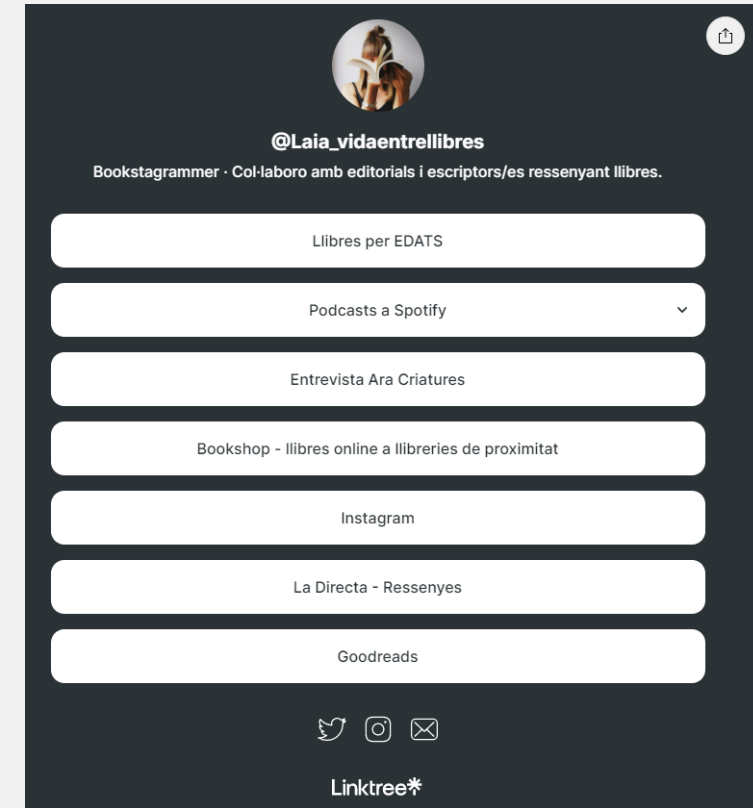 @Laia_vidaentrellibres
Bookstagrammer · Col·laboro amb editorials i escriptors/es ressenyant llibres.
Llibres per EDATS
Podcasts a Spotify
Entrevista Ara Criatures
Bookshop - llibres online a llibreries de proximitat
Instagram
La Directa - Ressenyes
Goodreads
Linktree